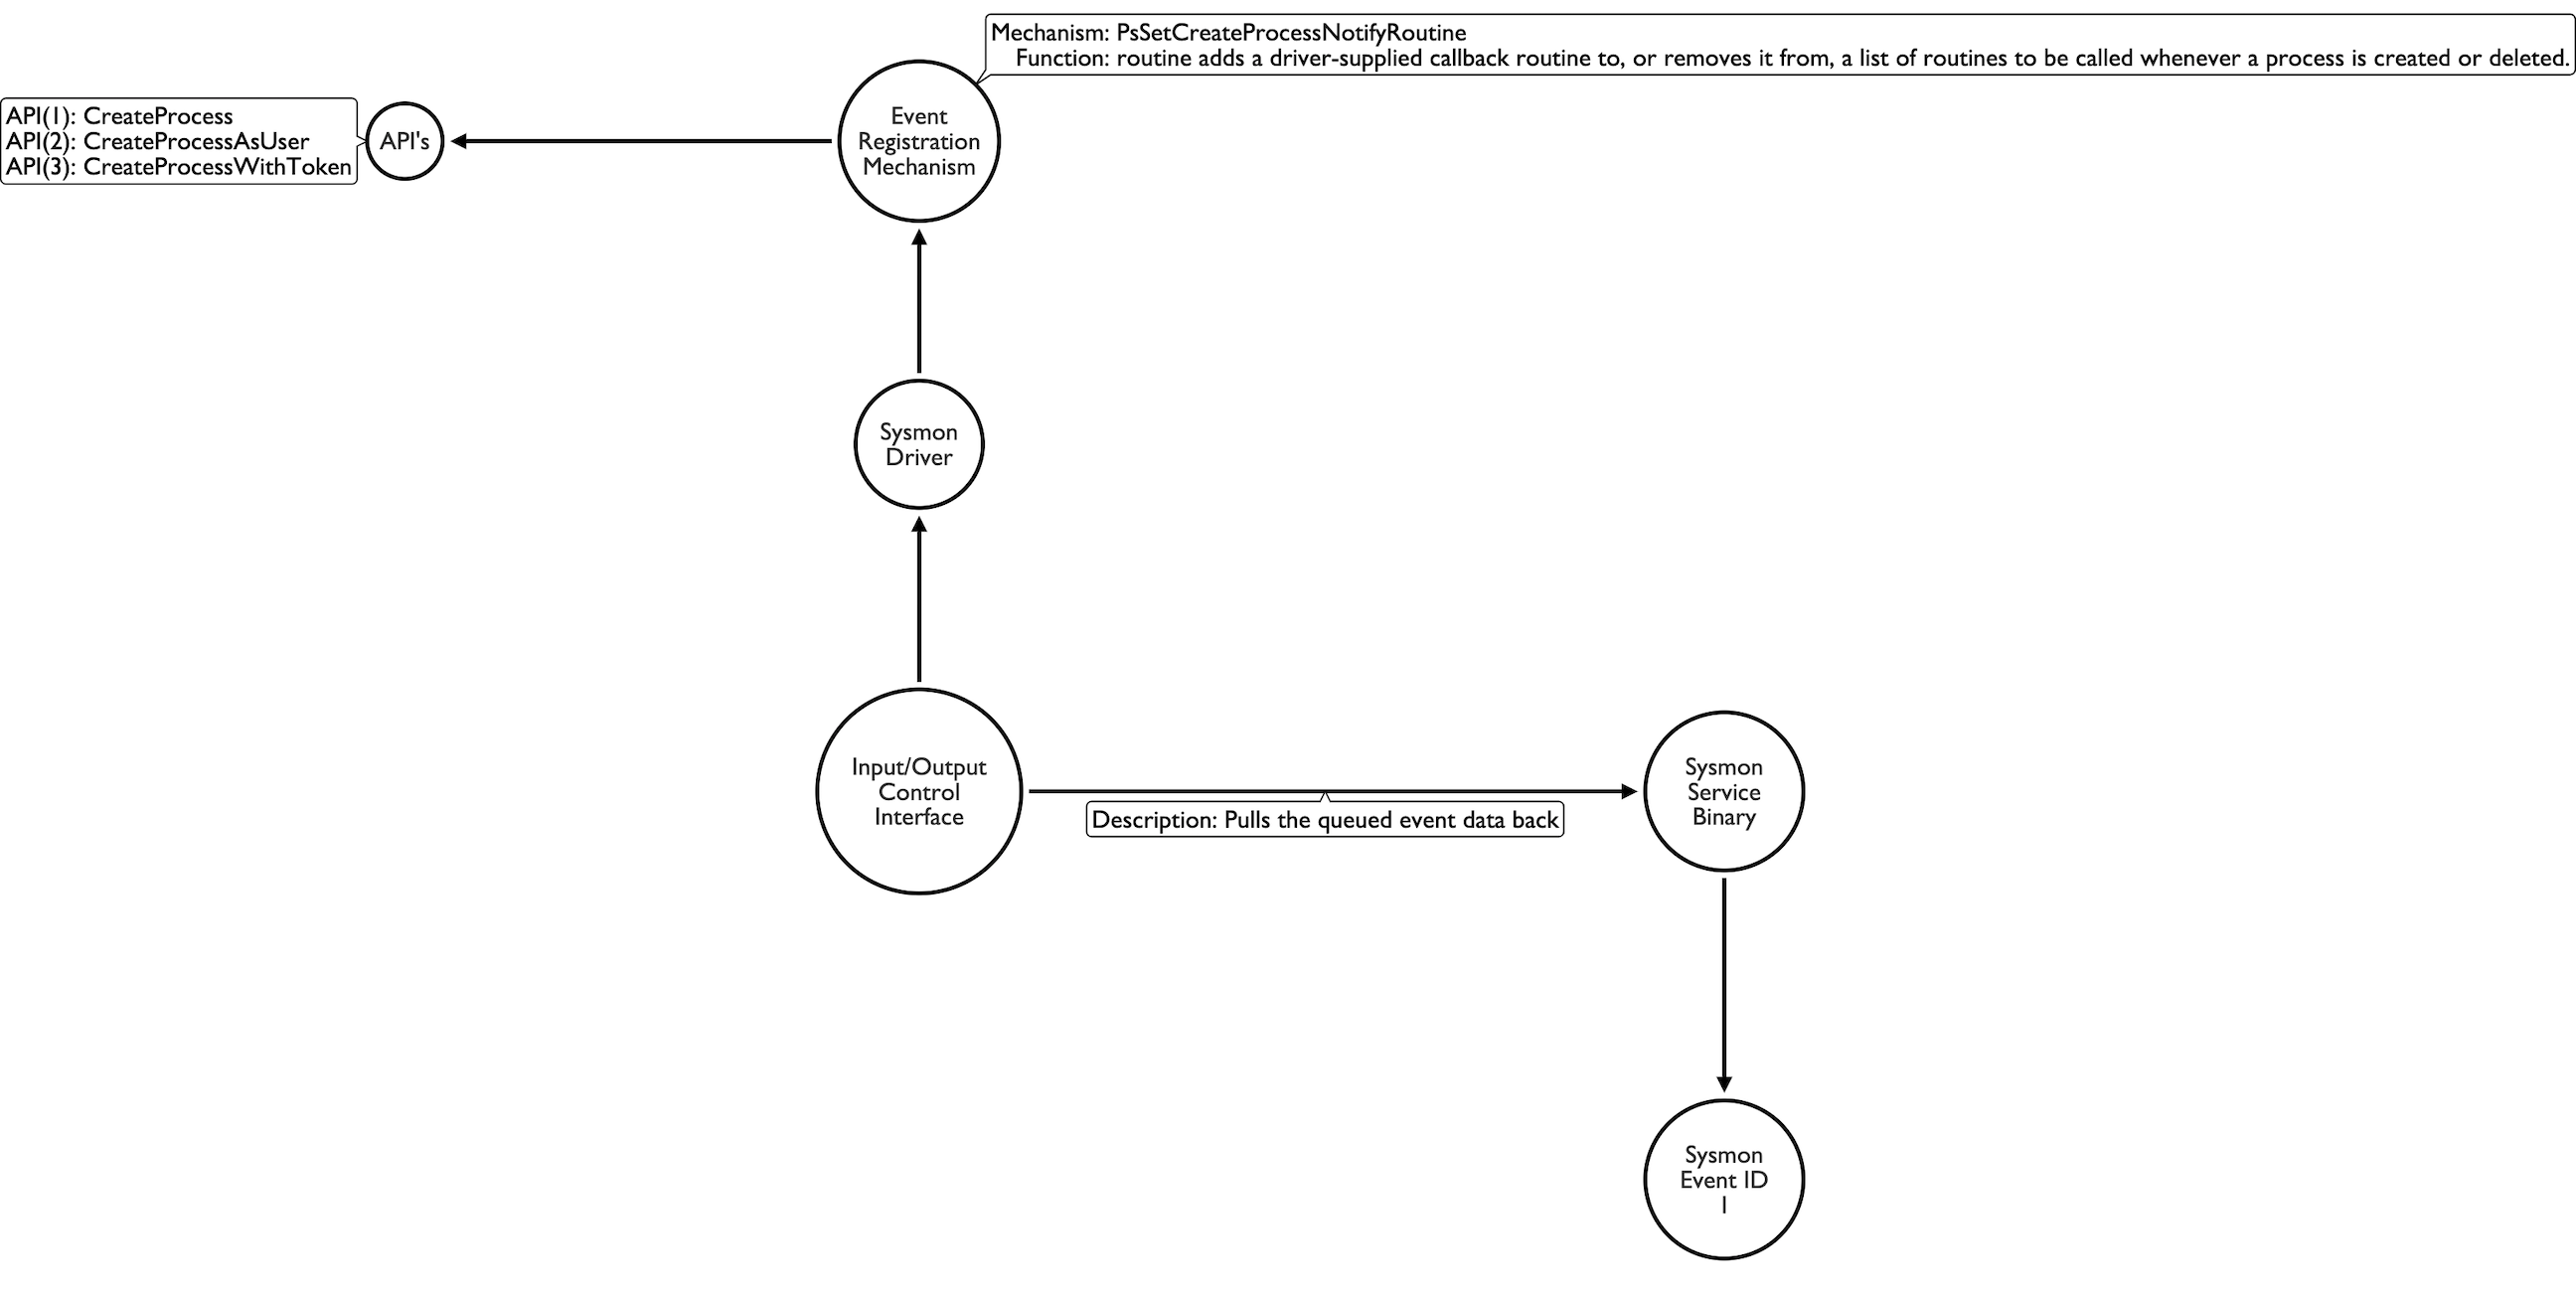 Mechanism: PsSetCreateProcessNotifyRoutine
Function: routine adds a driver-supplied callback routine to, or removes it from, a list of routines to be called whenever a process is created or deleted.
API(1): CreateProcess
API(2): CreateProcessAsUser
API(3): CreateProcessWithToken
API's
Event
Registration
Mechanism
Sysmon
Driver
Input/Output
Control
Interface
Description: Pulls the queued event data back
Sysmon
Service
Binary
Sysmon
Event ID
1